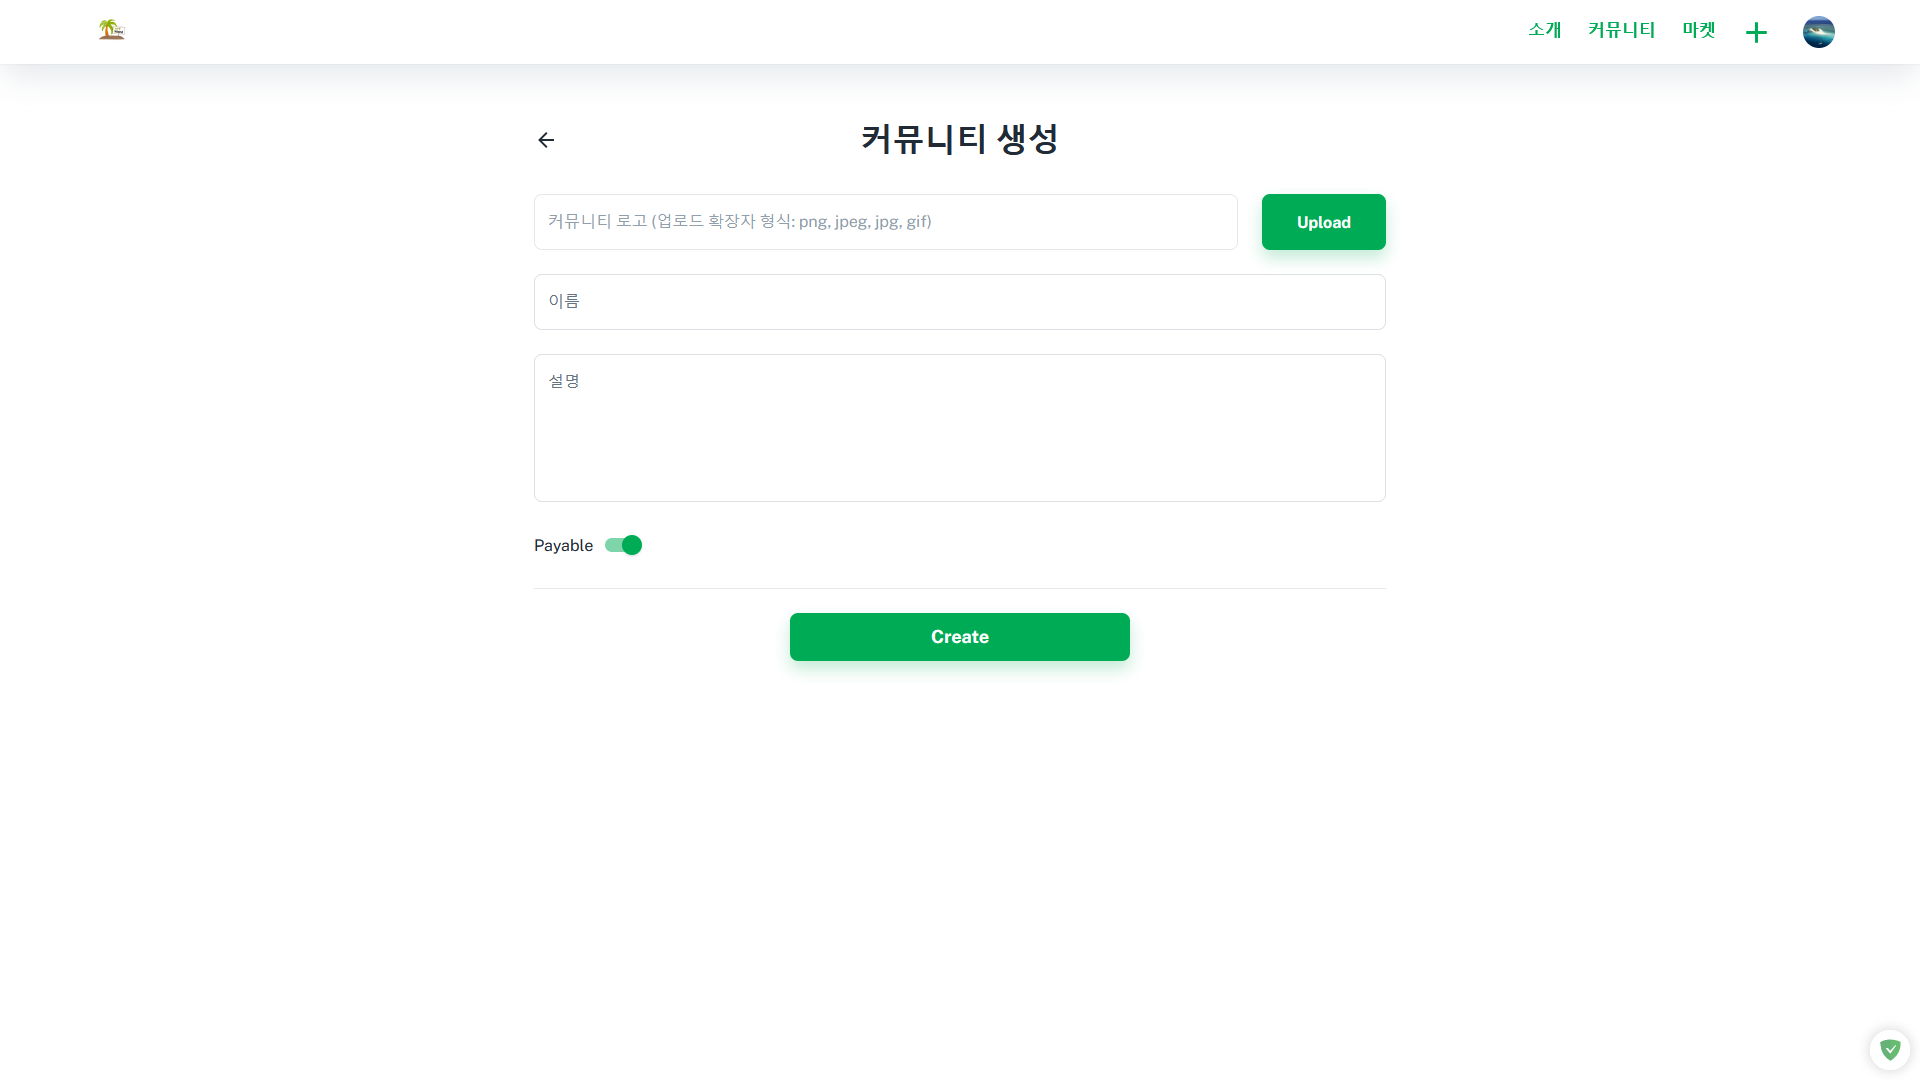 소개 커뮤니티 마켓
커뮤니티 생성
커뮤니티 로고 (업로드 확장자 형식: png, jpeg, jpg, gif)
Upload
이름
설명
Payable
Create